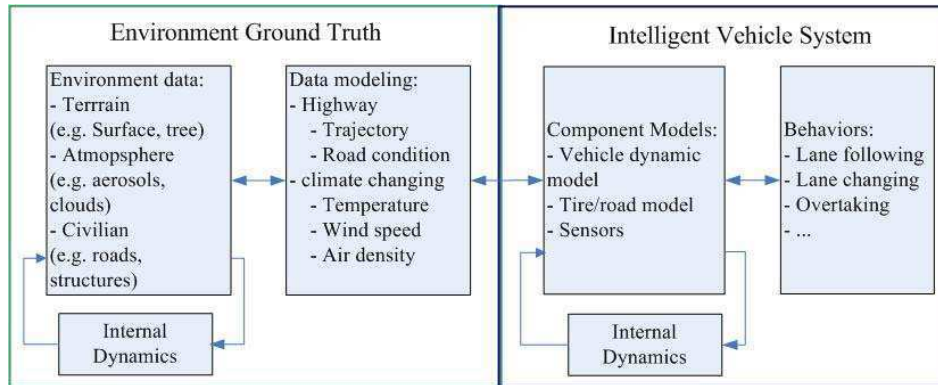 Environment Ground Truth
Environment data:
- Terrrain
(e.g. Surface, tree)
- Atmopsphere
(e.g. aerosols,
clouds)
- Civilian
(e.g. roads,
structures)
Internal
Dynamics
Data modeling:
- Highway
- Trajectory
- Road condition
- climate changing
- Temperature
- Wind speed
- Air density
Intelligent Vehicle System
Component Models:
- Vehicle dynamic
model
- Tire/road model
- Sensors
Internal
Dynamics
Behaviors:
- Lane following
- Lane changing
- Overtaking
- ...